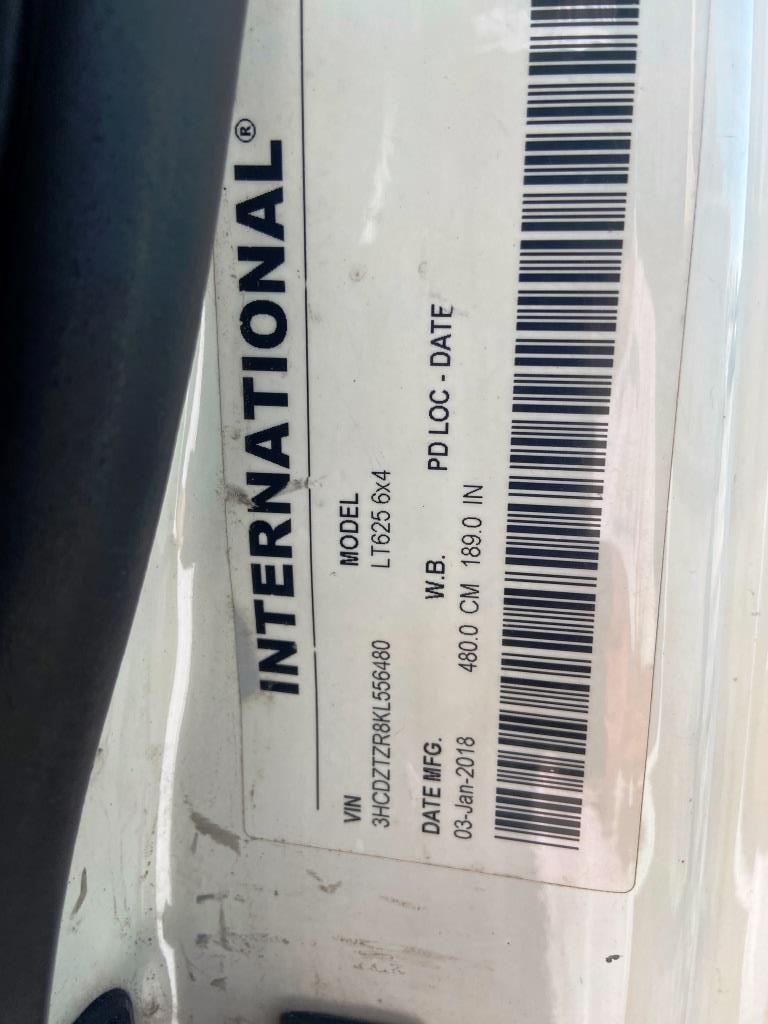 INTERNATIONAL®
VIN MODEL
3HCDZTZR8KL556480 LT625 6x4
DATE MFG. W.B. PD LOC - DATE
03-Jan-2018 480.0 CM 189.0 IN